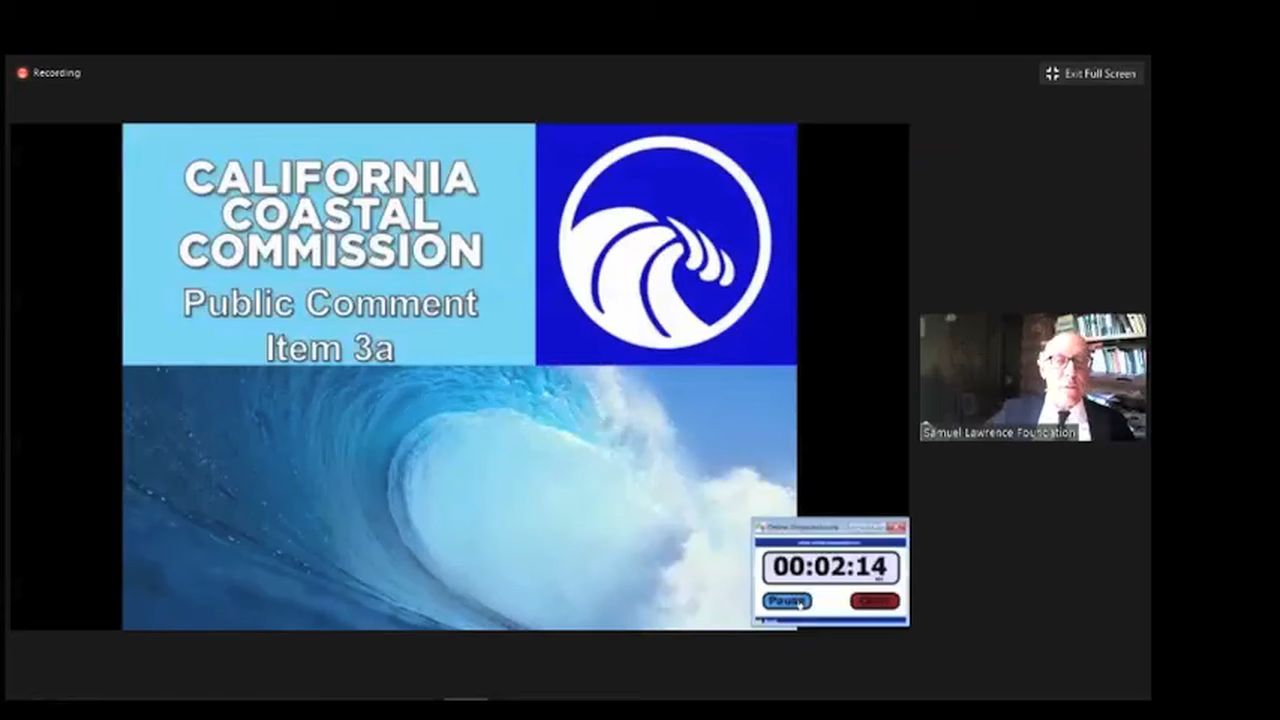 Recording
Exit Full Screen
CALIFORNIA
COASTAL
COMMISSION
Public Comment
Item 3a
Samuel Lawrence Foundation
00:02:14
Pause